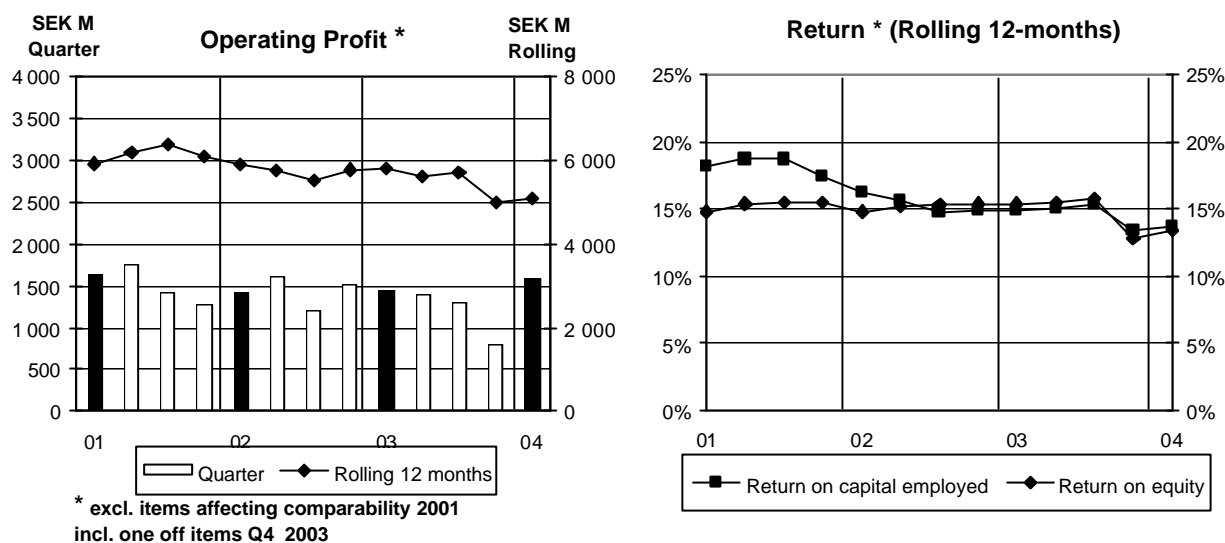 SEK M
Quarter
Operating Profit *
SEK M
Rolling
4 000
3 500
3 000
2 500
2 000
1 500
1 000
500
0
8 000
6 000
4 000
2 000
0
01
02
03
04
Quarter
Rolling 12 months
* excl. items affecting comparability 2001
incl. one off items Q4 2003
Return * (Rolling 12-months)
25%
20%
15%
10%
5%
0%
25%
20%
15%
10%
5%
0%
01
02
03
04
Return on capital employed
Return on equity